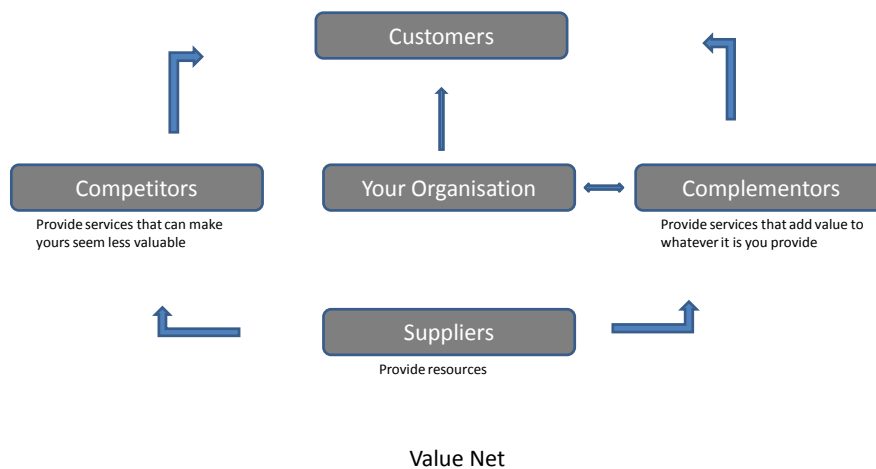 Customers
Competitors
Your Organisation
Complementors
Provide services that can make
yours seem less valuable
Provide services that add value to
whatever it is you provide
Suppliers
Provide resources
Value Net